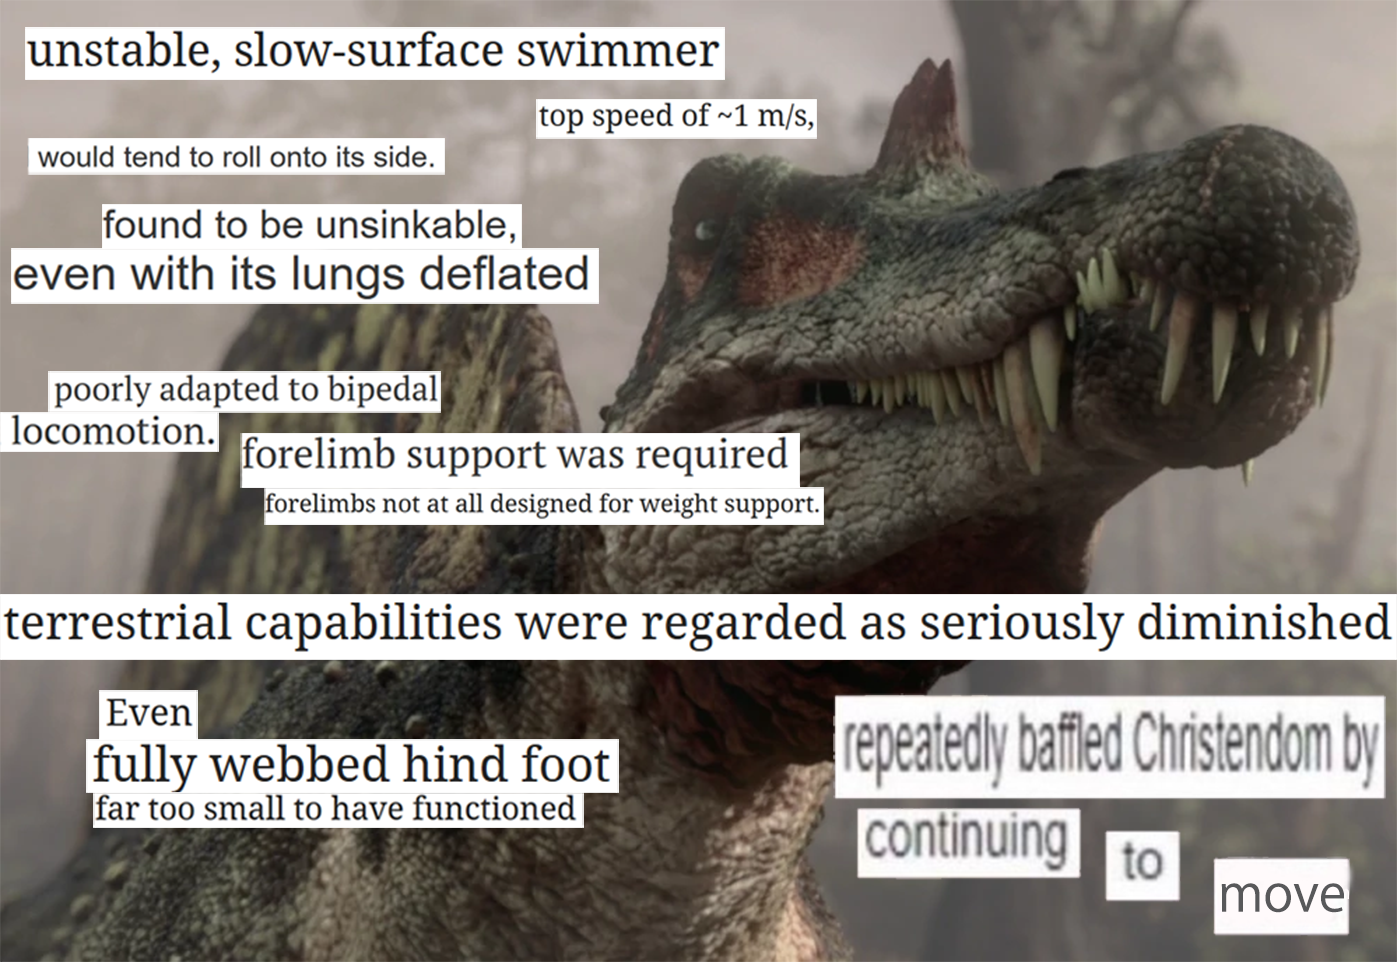 unstable, slow-surface swimmer
top speed of ~1 m/s,
would tend to roll onto its side.
found to be unsinkable,
even with its lungs deflated
poorly adapted to bipedal
locomotion.
forelimb support was required
forelimbs not at all designed for weight support.
terrestrial capabilities were regarded as seriously diminished
Even
fully webbed hind foot
far too small to have functioned
repeatedly baffled Christendom by
continuing
to
move